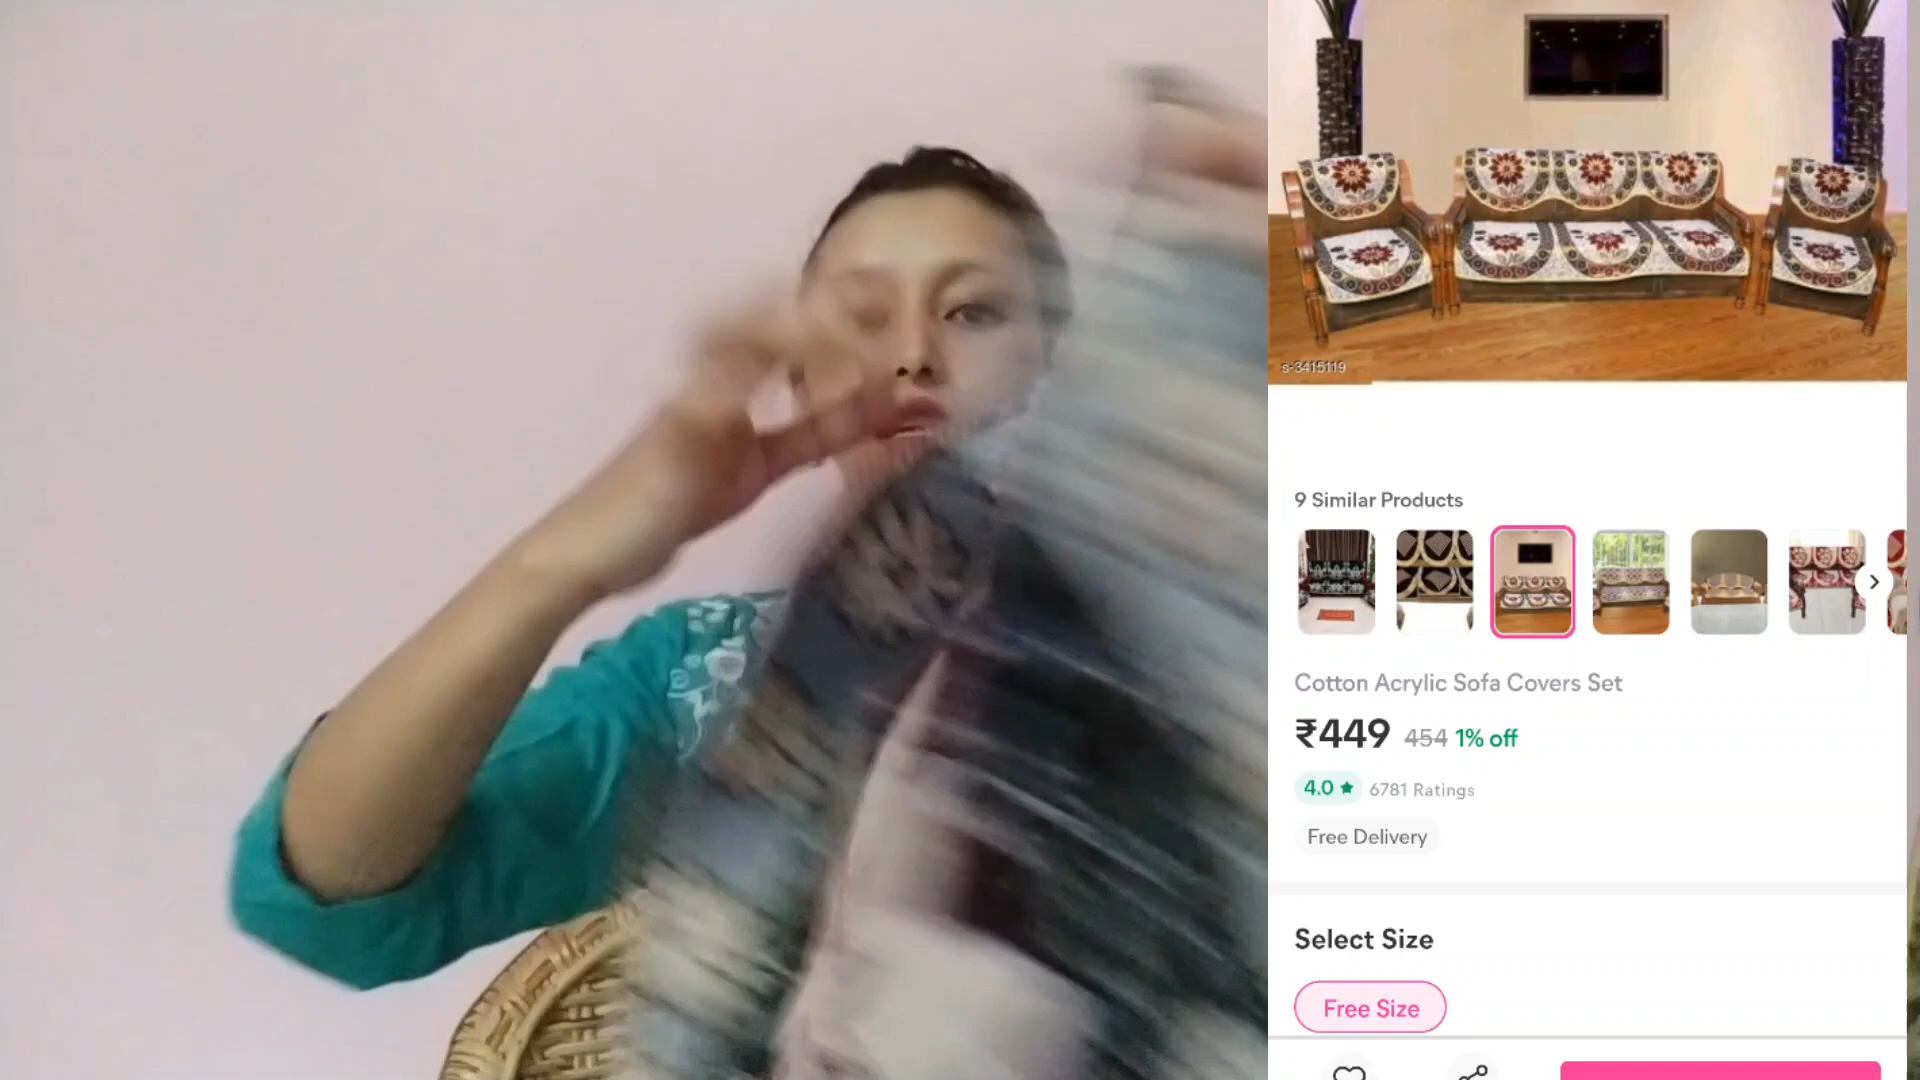 s-3415119
9 Similar Products
Cotton Acrylic Sofa Covers Set
₹449 454 1% off
4.0 ★ 6781 Ratings
Free Delivery
Select Size
Free Size